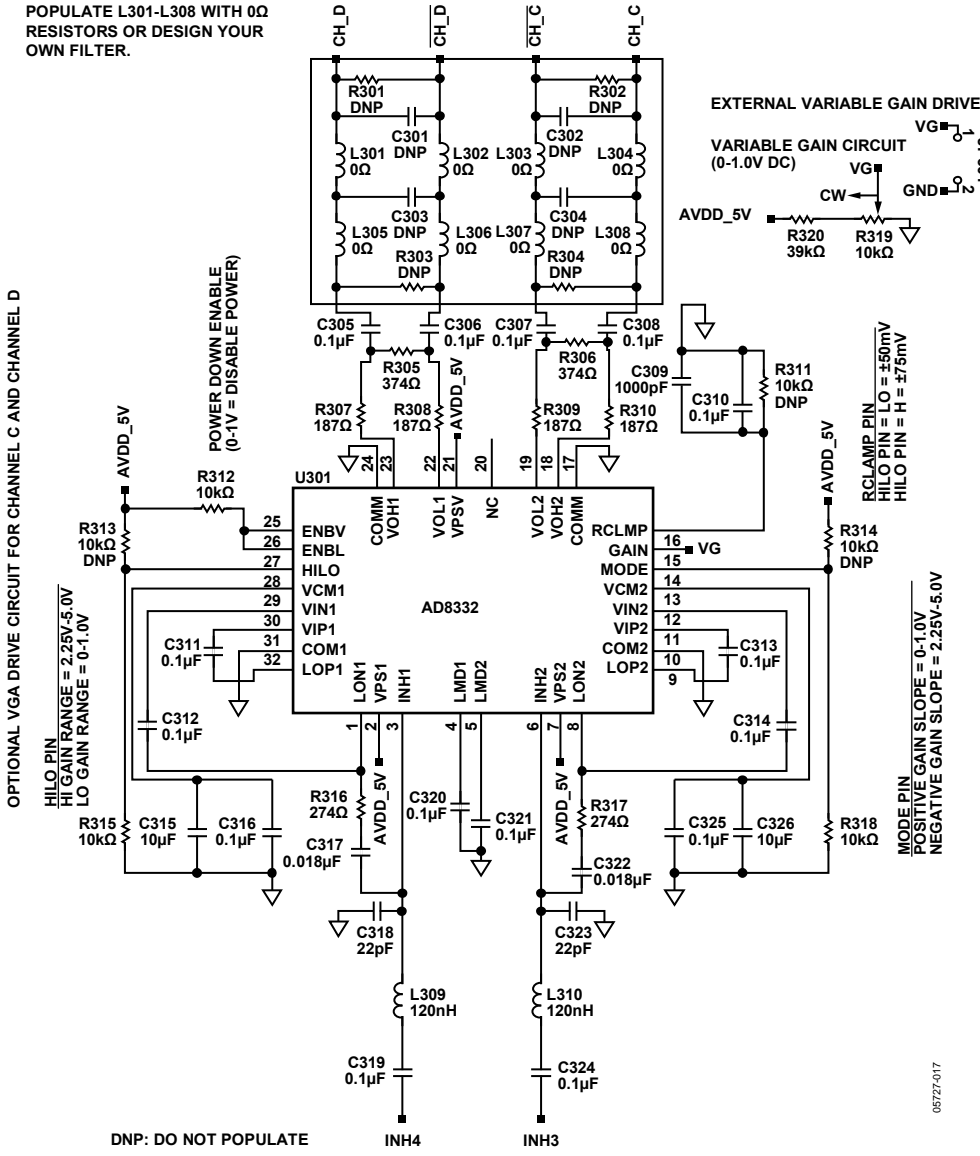 POPULATE L301-L308 WITH 0Ω
RESISTORS OR DESIGN YOUR
OWN FILTER.
CH_D
CH_D
CH_C
CH_C
R301
DNP
R302
DNP
C301
DNP
C302
DNP
L301
0Ω
L302
0Ω
L303
0Ω
L304
0Ω
C303
DNP
C304
DNP
L305
0Ω
L306
0Ω
L307
0Ω
L308
0Ω
R303
DNP
R304
DNP
EXTERNAL VARIABLE GAIN DRIVE
VARIABLE GAIN CIRCUIT
(0-1.0V DC)
VG
1
GND
2
VG
CW
AVDD_5V
R320
39kΩ
R319
10kΩ
OPTIONAL VGA DRIVE CIRCUIT FOR CHANNEL C AND CHANNEL D
POWER DOWN ENABLE
(0-1V = DISABLE POWER)
C305
0.1µF
C306
0.1µF
C307
0.1µF
C308
0.1µF
R305
374Ω
R306
374Ω
R307
187Ω
R308
187Ω
AVDD_5V
R309
187Ω
R310
187Ω
C309
1000pF
C310
0.1µF
R311
10kΩ
DNP
RCLAMP PIN
HILO PIN = LO = ±50mV
HILO PIN = H = ±75mV
AVDD_5V
R312
10kΩ
R313
10kΩ
DNP
AVDD_5V
R314
10kΩ
DNP
U301
24
23
22
21
20
19
18
17
COMM
VOH1
VOL1
VPSV
NC
VOL2
VOH2
COMM
25
ENBV
26
ENBL
27
HILO
28
VCM1
29
VIN1
30
VIP1
31
COM1
32
LOP1
AD8332
RCLMP
GAIN
16
VG
MODE
15
VCM2
14
VIN2
13
VIP2
12
COM2
11
LOP2
10
9
LON1
VPS1
INH1
LMD1
LMD2
INH2
VPS2
LON2
1
2
3
4
5
6
7
8
C311
0.1µF
C312
0.1µF
C313
0.1µF
C314
0.1µF
HILO PIN
HI GAIN RANGE = 2.25V-5.0V
LO GAIN RANGE = 0-1.0V
R315
10kΩ
C315
10µF
C316
0.1µF
R316
274Ω
AVDD_5V
C317
0.018µF
C320
0.1µF
C321
0.1µF
AVDD_5V
R317
274Ω
C322
0.018µF
C325
0.1µF
C326
10µF
R318
10kΩ
MODE PIN
POSITIVE GAIN SLOPE = 0-1.0V
NEGATIVE GAIN SLOPE = 2.25V-5.0V
C318
22pF
C323
22pF
L309
120nH
L310
120nH
C319
0.1µF
C324
0.1µF
INH4
INH3
DNP: DO NOT POPULATE
05727-017